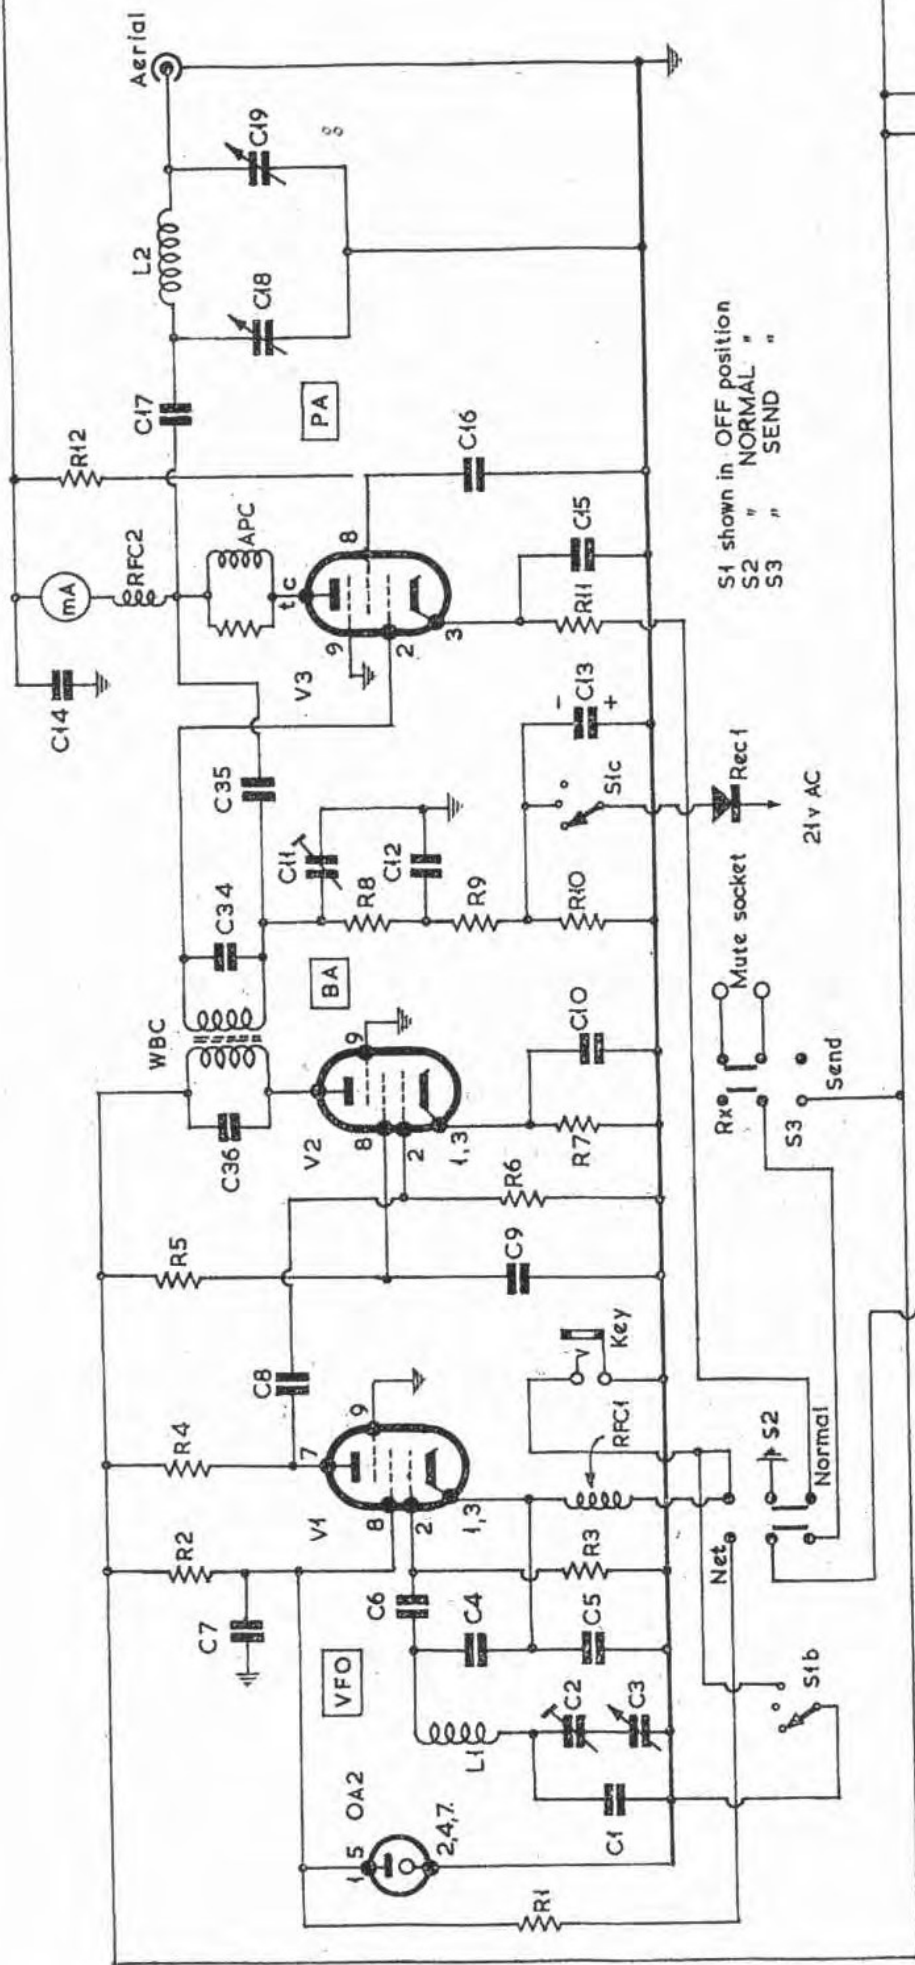 Aerial
C19
L2
C18
C17
PA
R12
C16
mA
RFC2
APC
t|c
8
9
2
3
V3
C15
R11
C14
C35
C34
C11
R8
C12
R9
C13
-
+
S1c
Rec1
21v AC
R10
S1 shown in OFF position
S2 " NORMAL "
S3 " SEND "
WBC
C36
BA
V2
9
8
2
1,3
C10
R7
R6
R5
C9
Mute socket
Rx
S3
Send
C8
R4
7
9
V1
8
2
1,3
Key
RFC1
S2
Normal
Net
R2
C7
C6
R3
C4
C5
VFO
L1
C2
C3
C1
S1b
OA2
1 5
2,4,7.
R1